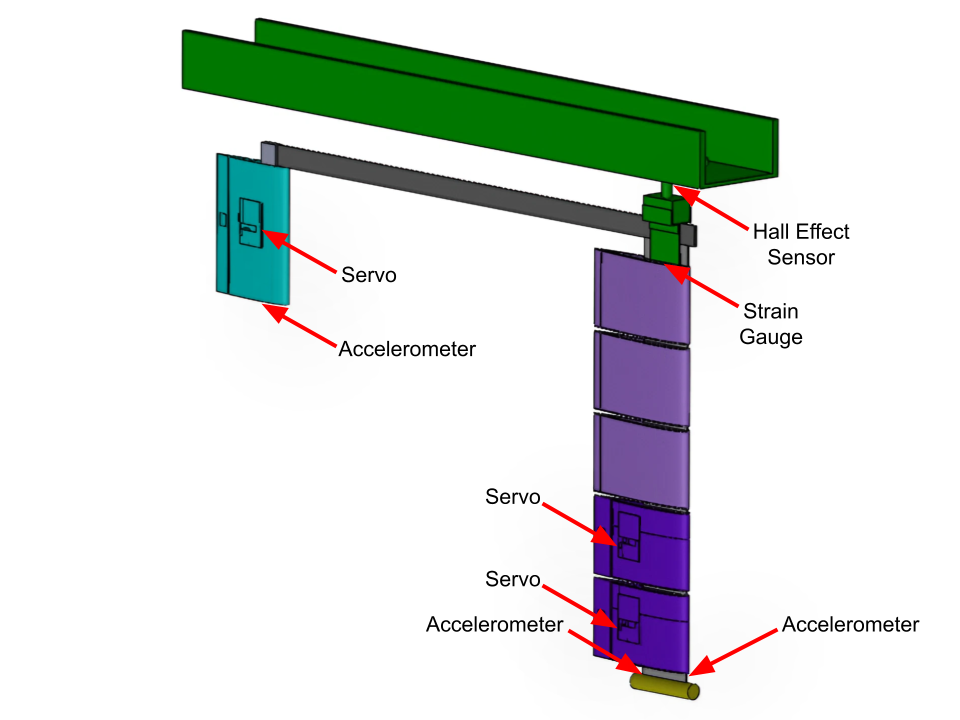 Hall Effect
Sensor
Servo
Strain
Gauge
Accelerometer
Servo
Servo
Accelerometer
Accelerometer